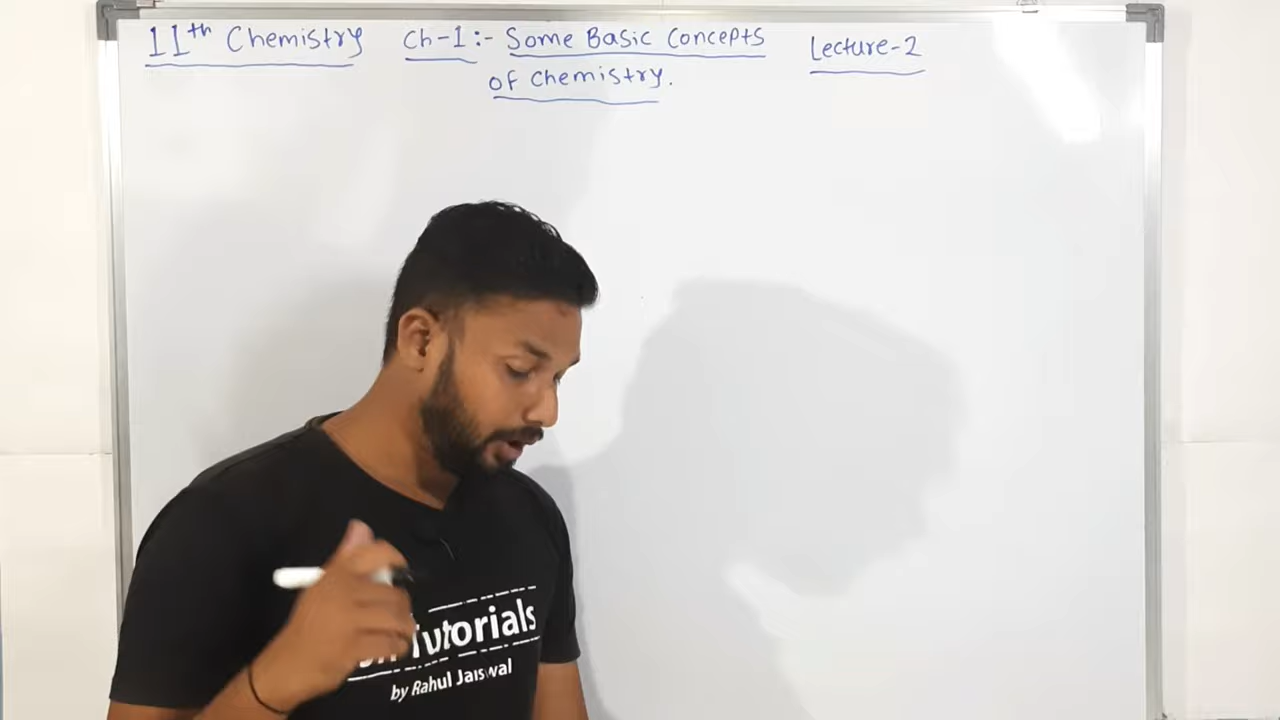 11th Chemistry Ch-1:- Some Basic Concepts Lecture-2
of Chemistry.
Tutorials
by Rahul Jaiswal